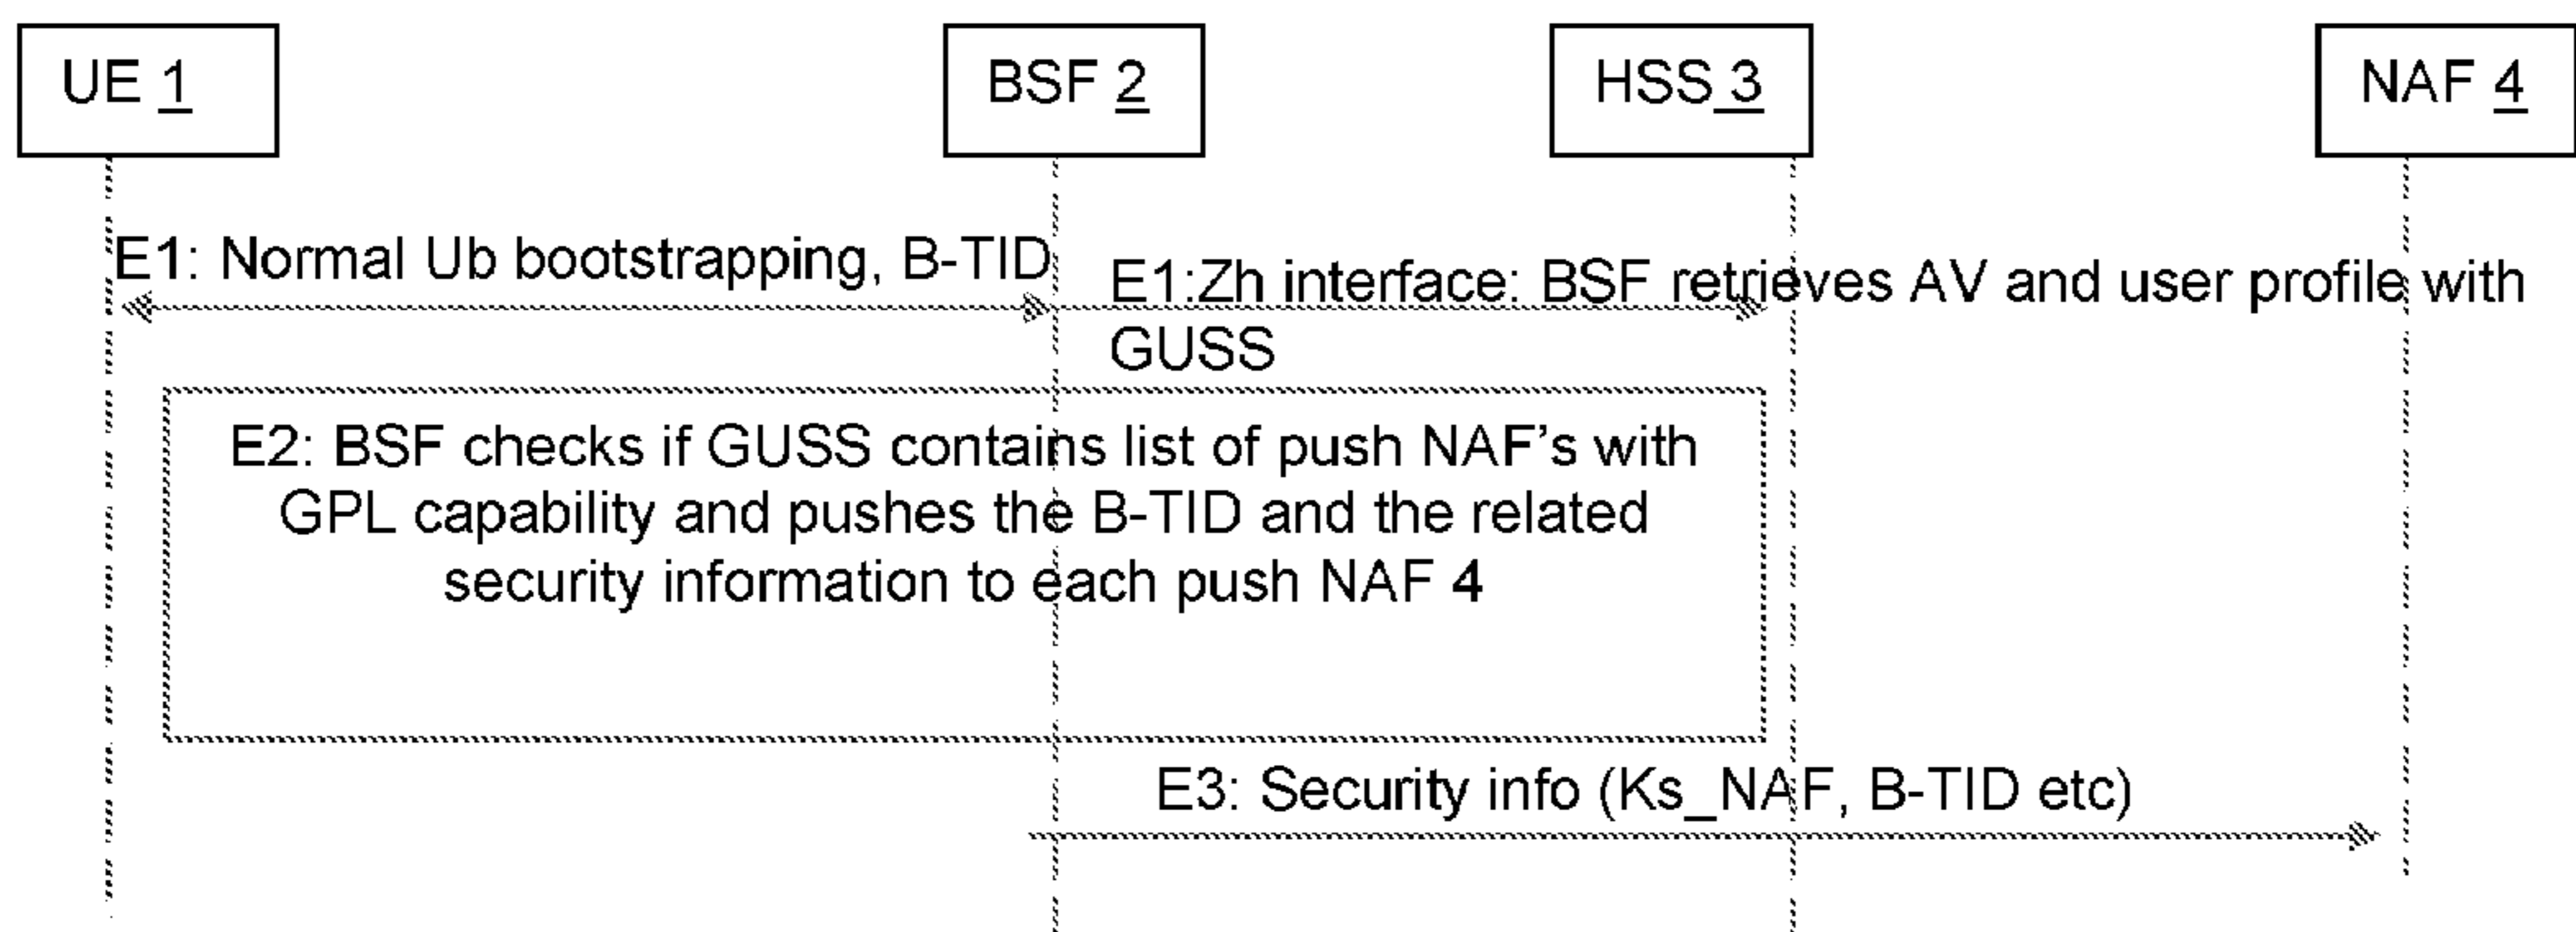 UE 1
BSF 2
HSS 3
NAF 4
E1: Normal Ub bootstrapping, B-TID
E1:Zh interface: BSF retrieves AV and user profile with
GUSS
E2: BSF checks if GUSS contains list of push NAF's with
GPL capability and pushes the B-TID and the related
security information to each push NAF 4
E3: Security info (Ks_NAF, B-TID etc)